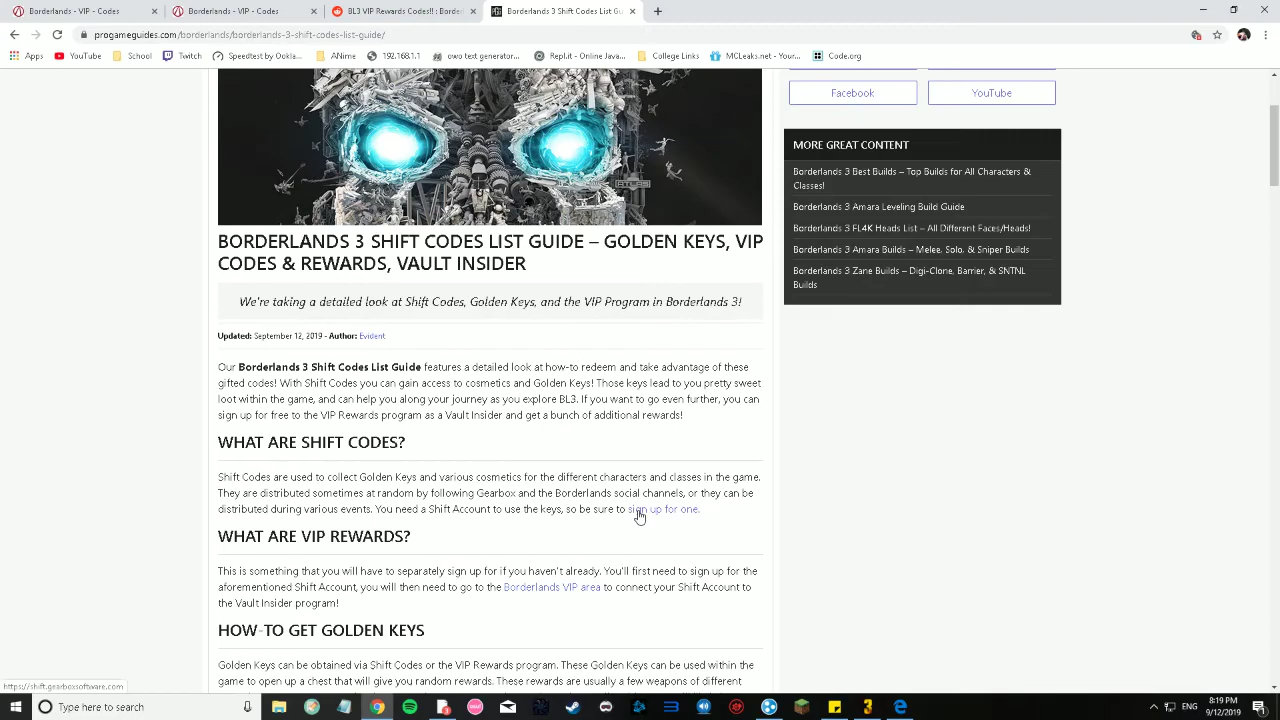 Borderlands - VIP - Codes
Borderlands - VIP - Codes
BL3 VIP Rewards Codes!! : Border
Borderlands 3 Shift Codes List Gu
progameguides.com/borderlands/borderlands-3-shift-codes-list-guide/
Apps YouTube School Twitch Speedtest by Ookla... ANime 192.168.1.1 owo text generator... Repl.it - Online Java... College Links MCLeaks.net - Your... Code.org
Facebook YouTube
ATLAS
MORE GREAT CONTENT
Borderlands 3 Best Builds – Top Builds for All Characters &
Classes!
Borderlands 3 Amara Leveling Build Guide
Borderlands 3 FL4K Heads List – All Different Faces/Heads!
Borderlands 3 Amara Builds – Melee, Solo, & Sniper Builds
Borderlands 3 Zane Builds – Digi-Clone, Barrier, & SNTNL
Builds
BORDERLANDS 3 SHIFT CODES LIST GUIDE – GOLDEN KEYS, VIP
CODES & REWARDS, VAULT INSIDER
We're taking a detailed look at Shift Codes, Golden Keys, and the VIP Program in Borderlands 3!
Updated: September 12, 2019 - Author: Evident
Our Borderlands 3 Shift Codes List Guide features a detailed look at how-to redeem and take advantage of these
gifted codes! With Shift Codes you can gain access to cosmetics and Golden Keys! Those keys lead to you pretty sweet
loot within the game, and can help you along your journey as you explore BL3. If you want to go even further, you can
sign up for free to the VIP Rewards program as a Vault Insider and get a bunch of additional rewards!
WHAT ARE SHIFT CODES?
Shift Codes are used to collect Golden Keys and various cosmetics for the different characters and classes in the game.
They are distributed sometimes at random by following Gearbox and the Borderlands social channels, or they can be
distributed during various events. You need a Shift Account to use the keys, so be sure to sign up for one.
WHAT ARE VIP REWARDS?
This is something that you will have to separately sign up for if you haven't already. You'll first need to sign up for the
aforementioned Shift Account, you will then need to go to the Borderlands VIP area to connect your Shift Account to
the Vault Insider program!
HOW-TO GET GOLDEN KEYS
Golden Keys can be obtained via Shift Codes or the VIP Rewards program. These Golden Keys can be used within the
game to open up a chest that will give you random rewards. These rewards are usually a few weapons of different
https://shift.gearboxsoftware.com
Type here to search
ENG
8:19 PM
9/12/2019